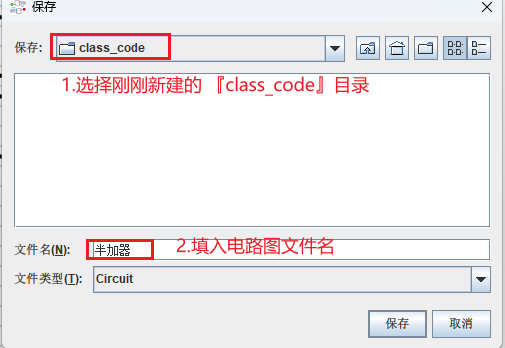 保存
保存: class_code
1.选择刚刚新建的 『class_code』目录
文件名(N): 半加器
2.填入电路图文件名
文件类型(T): Circuit
保存 取消